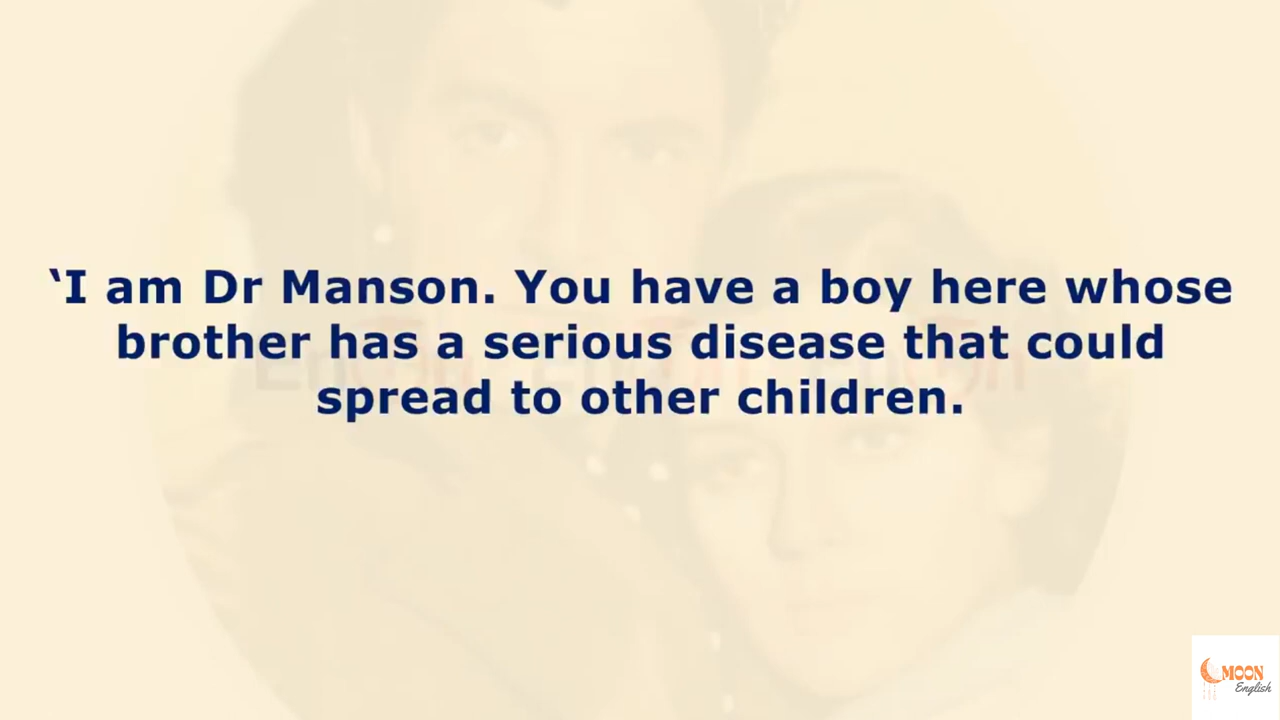 ‘I am Dr Manson. You have a boy here whose
brother has a serious disease that could
spread to other children.
MOON
English